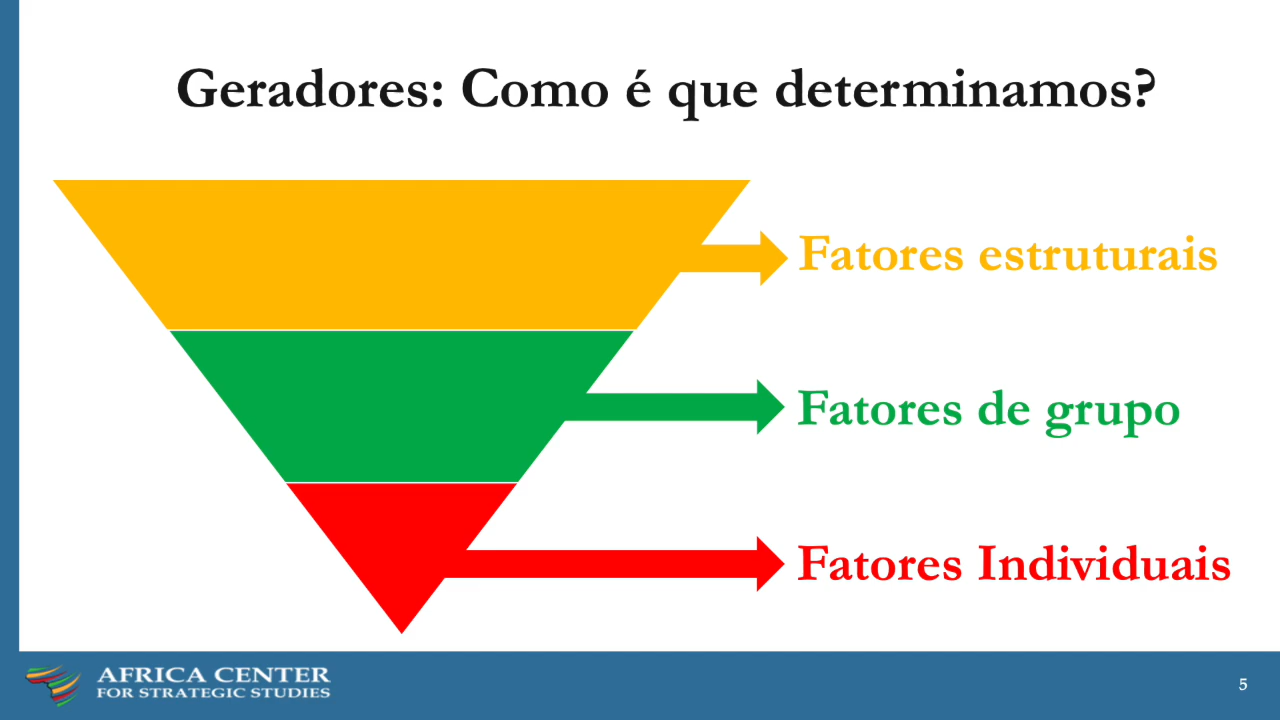 Geradores: Como é que determinamos?
Fatores estruturais
Fatores de grupo
Fatores Individuais
AFRICA CENTER
FOR STRATEGIC STUDIES
5